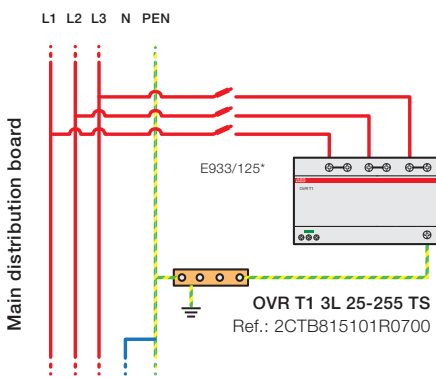 L1 L2 L3 N PEN
Main distribution board
E933/125*
ABB
OVR T1
OVR T1 3L 25-255 TS
Ref.: 2CTB815101R0700